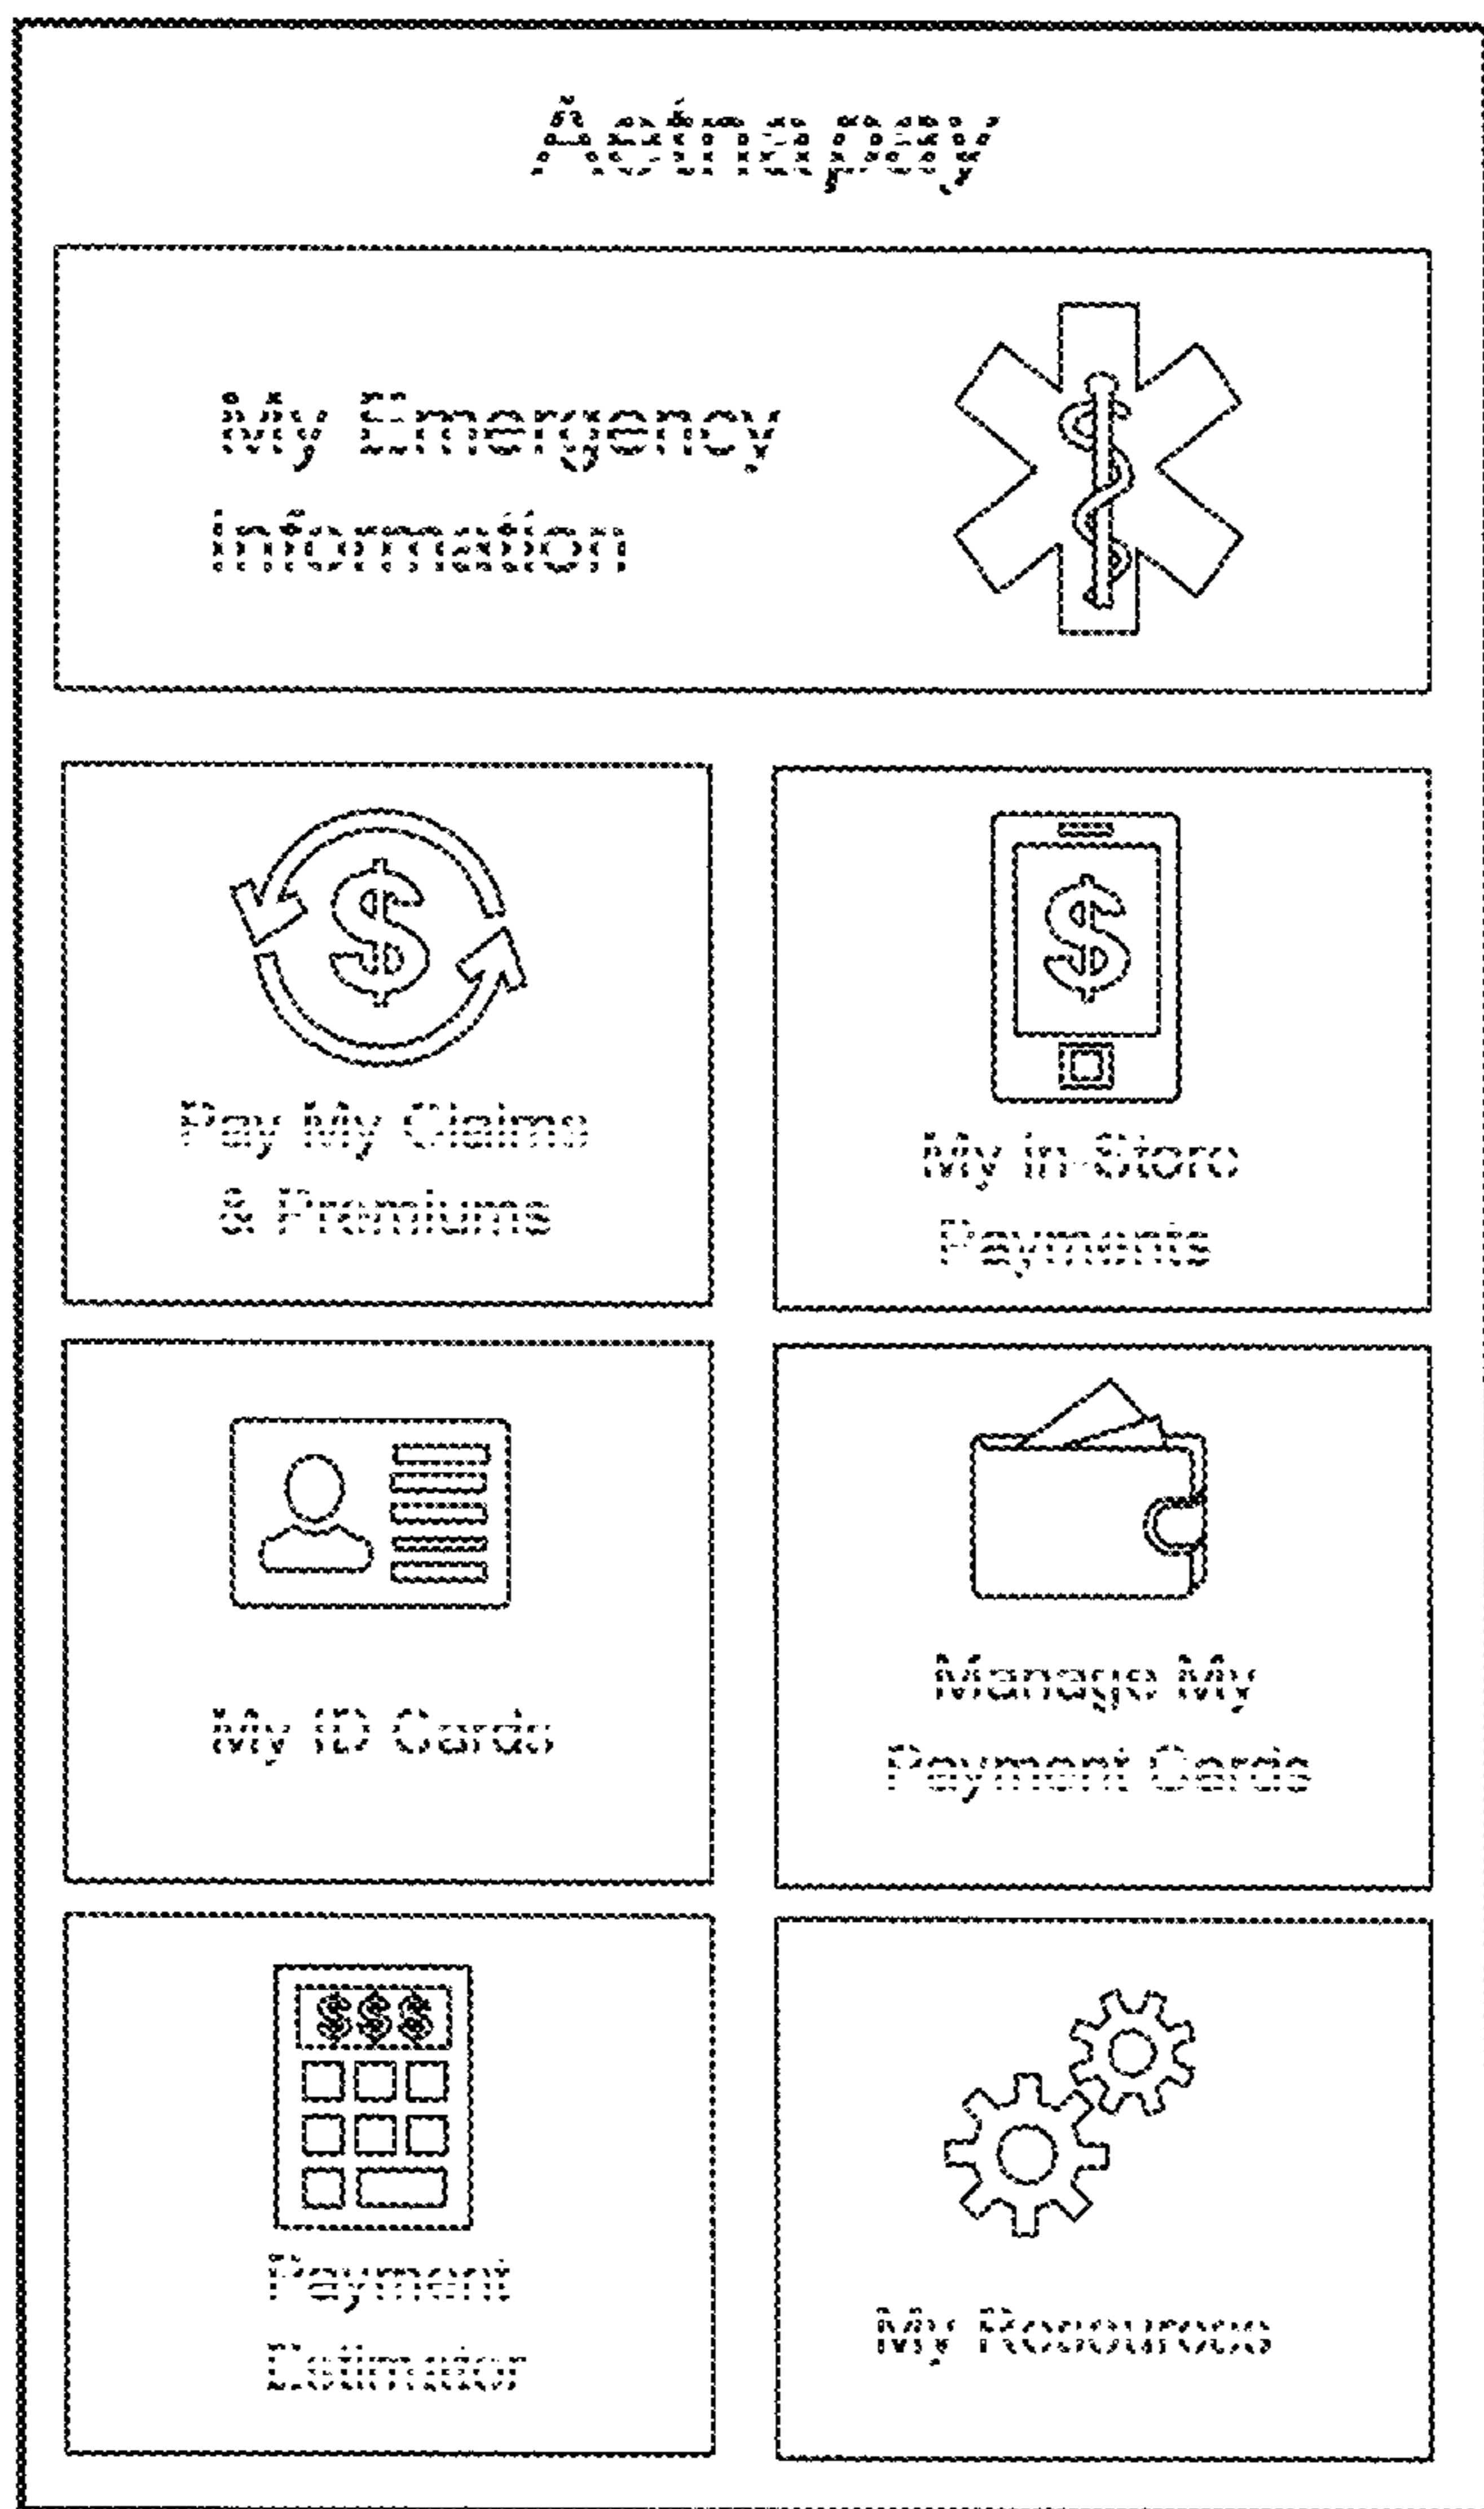 Aetnapay
My Emergency
Information
Pay My Claims
& Premiums
My In-Store
Payments
My ID Cards
Manage My
Payment Cards
$$$
Payment
Estimator
My Resources